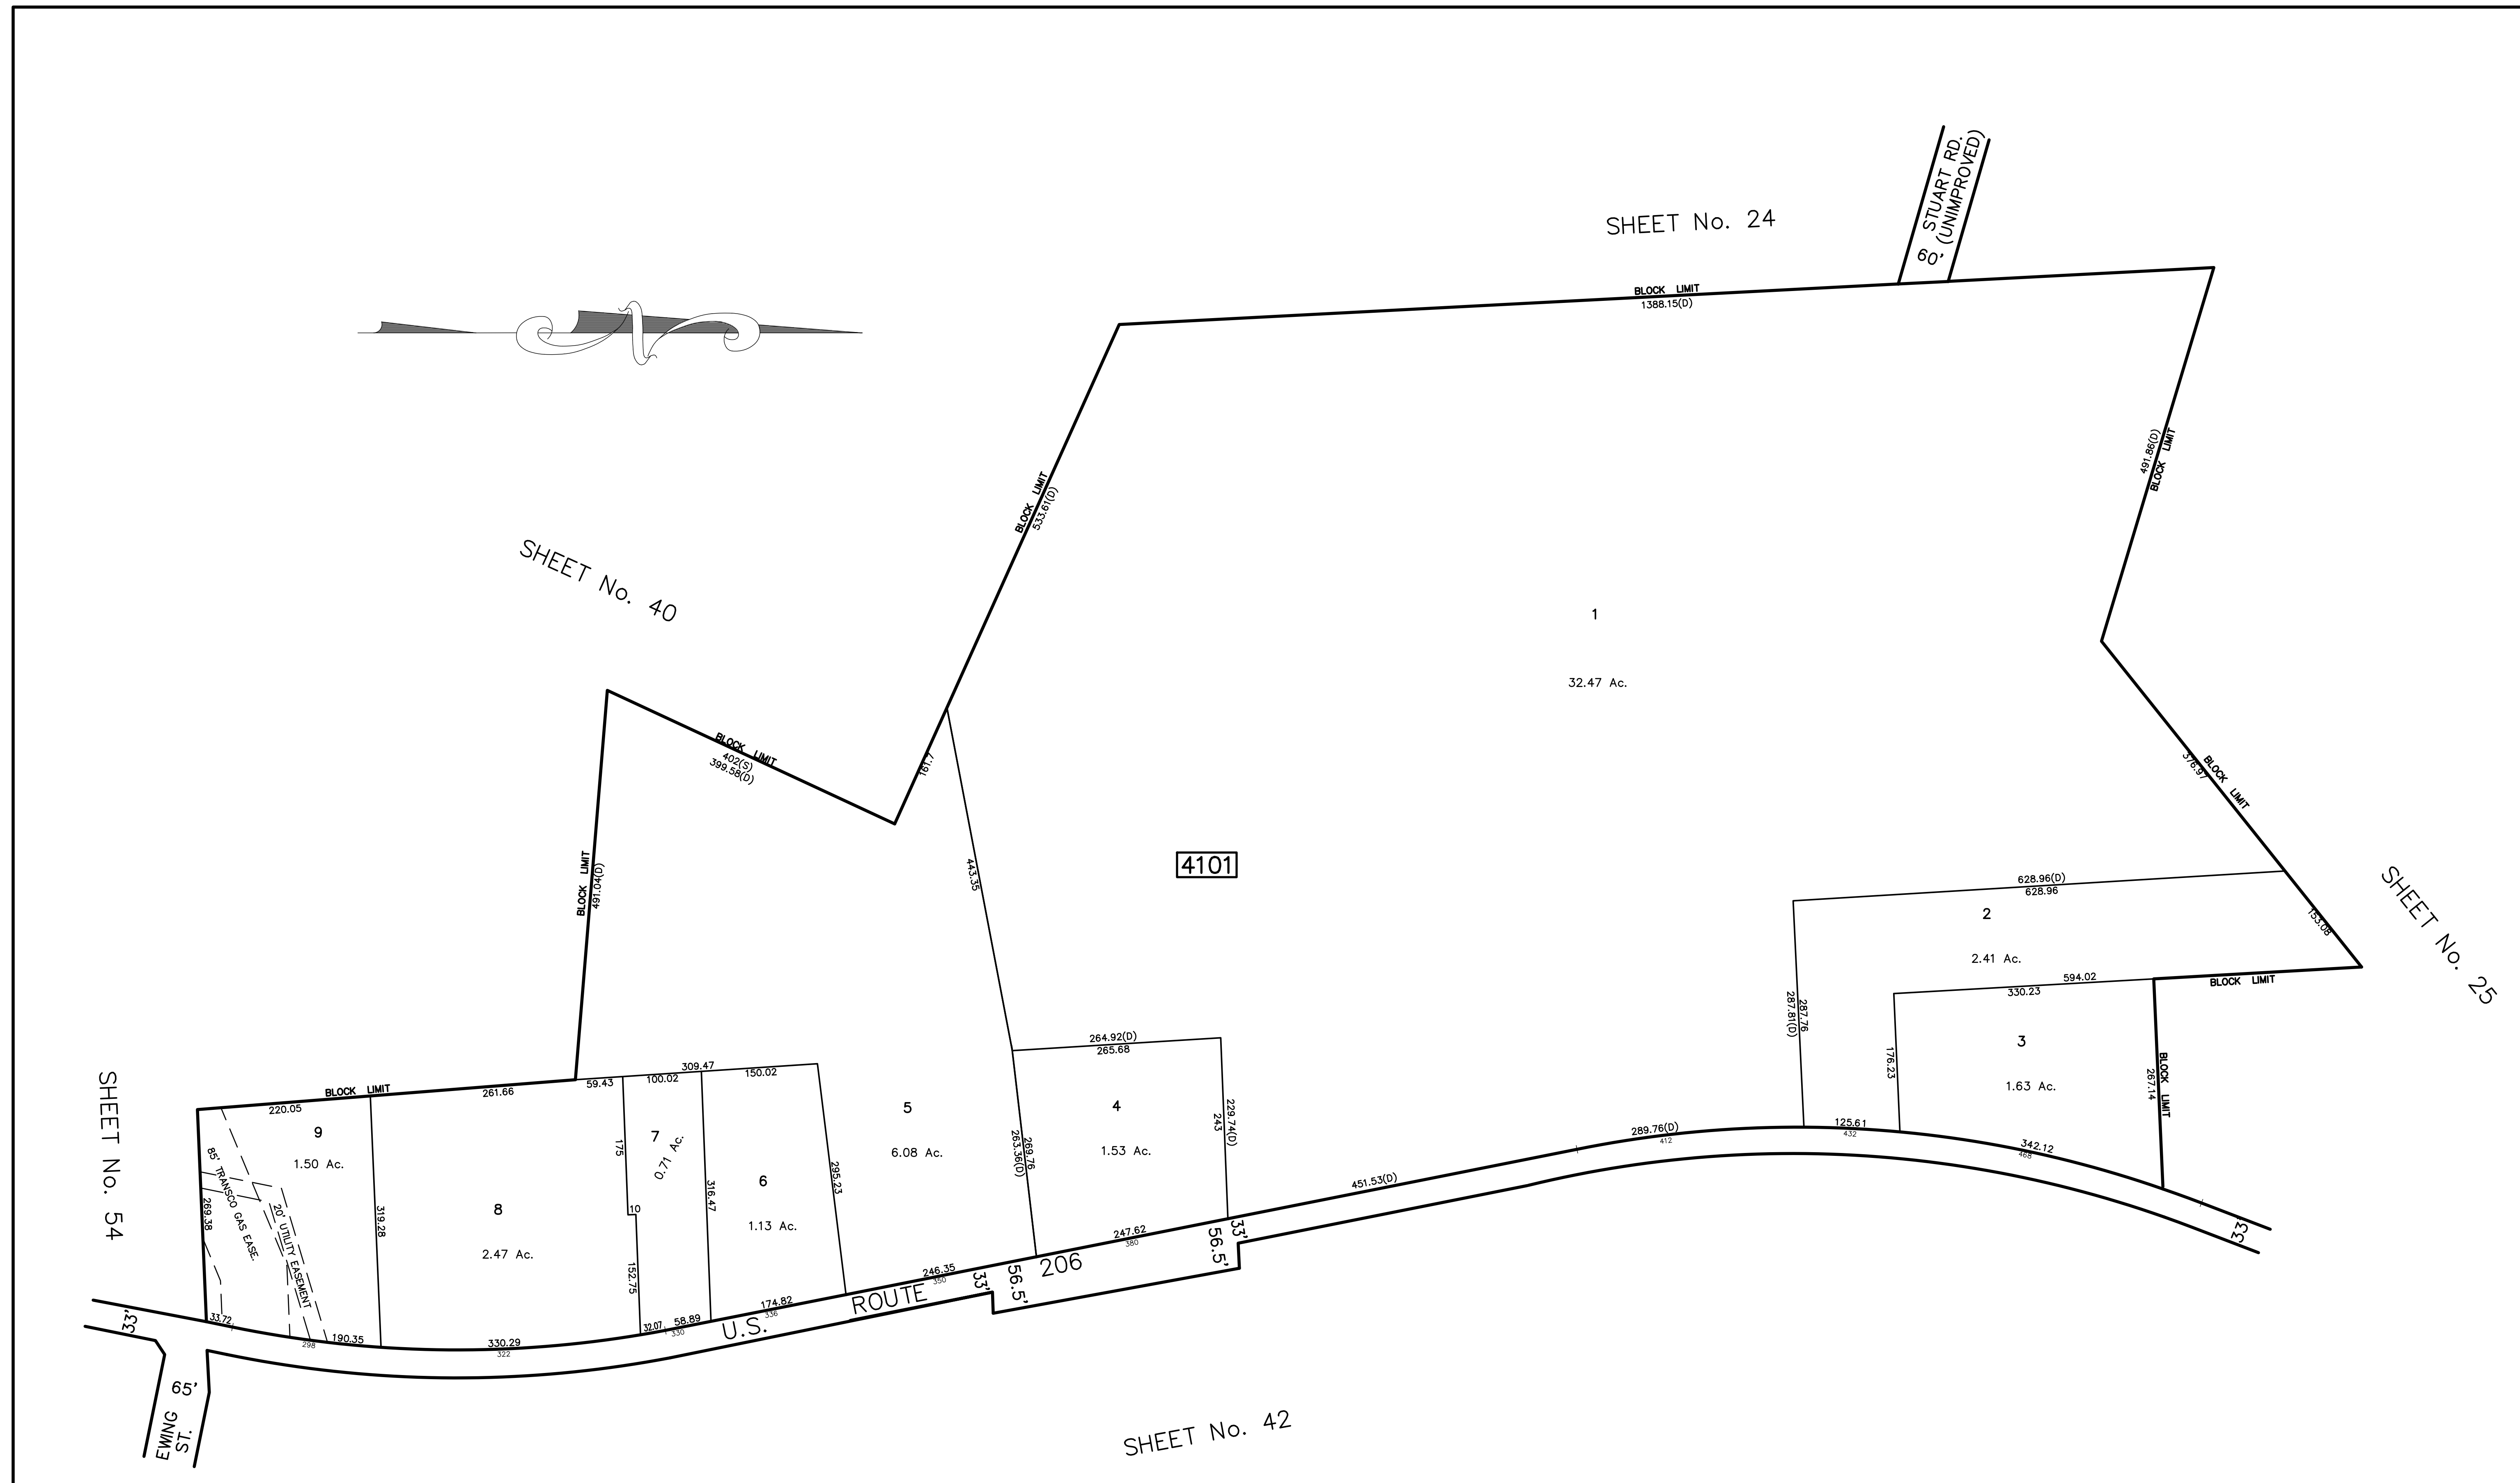 STUART RD.
(UNIMPROVED)
60'
SHEET No. 24
BLOCK LIMIT
1388.15(D)
N
491.86(D)
BLOCK LIMIT
BLOCK LIMIT
533.61(D)
SHEET No. 40
1
32.47 Ac.
BLOCK LIMIT
402(S)
399.58(D)
161.7
BLOCK LIMIT
376.97
4101
443.35
BLOCK LIMIT
491.04(D)
628.96(D)
628.96
2
2.41 Ac.
153.08
SHEET No. 25
594.02
BLOCK LIMIT
330.23
287.81(D)
287.76
3
1.63 Ac.
176.23
267.14
BLOCK LIMIT
264.92(D)
265.68
4
1.53 Ac.
229.74(D)
243
263.36(D)
269.76
5
6.08 Ac.
309.47
59.43
100.02
150.02
BLOCK LIMIT
220.05
261.66
SHEET No. 54
9
1.50 Ac.
7
0.71 Ac.
175
10
152.75
6
1.13 Ac.
316.47
295.23
8
2.47 Ac.
319.28
269.38
85' TRANSCO GAS EASE.
20' UTILITY EASEMENT
289.76(D)
412
125.61
432
342.12
468
451.53(D)
33'
247.62
380
33'
56.5'
246.35
350
33'
56.5'
174.82
336
58.89
330
32.07
330.29
322
190.35
298
33.72
33'
U.S. ROUTE 206
65'
EWING
ST.
SHEET No. 42